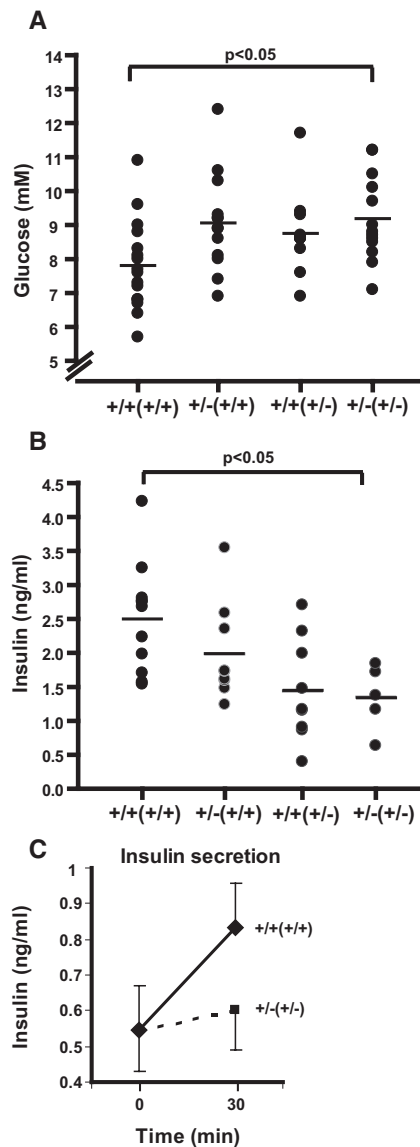 A
p<0.05
14
13
12
11
10
9
8
7
6
5
Glucose (mM)
+/+(+/+) +/-(+/+) +/+(+/-) +/-(+/-)
B
p<0.05
4.5
4.0
3.5
3.0
2.5
2.0
1.5
1.0
0.5
0.0
Insulin (ng/ml)
+/+(+/+) +/-(+/+) +/+(+/-) +/-(+/-)
C
Insulin secretion
1
0.9
0.8
0.7
0.6
0.5
0.4
Insulin (ng/ml)
+/+(+/+)
+/-(+/-)
0 30
Time (min)